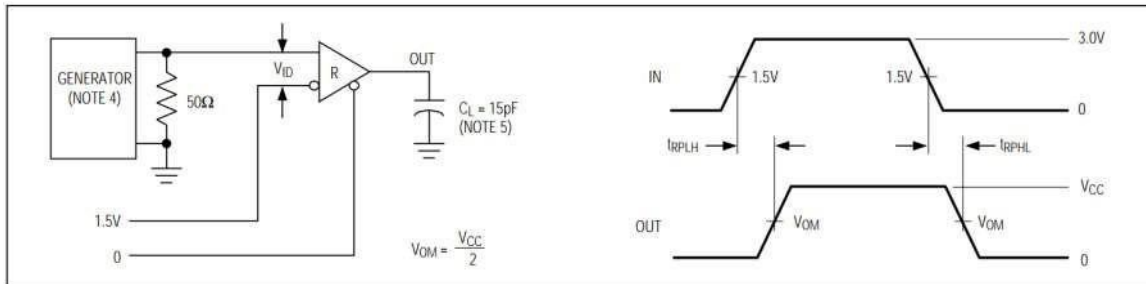 GENERATOR
(NOTE 4)
50Ω
V_ID
R
OUT
C_L = 15pF
(NOTE 5)
1.5V
0
V_OM = V_CC / 2
IN
1.5V
1.5V
3.0V
0
t_RPLH
t_RPHL
OUT
V_OM
V_OM
V_CC
0